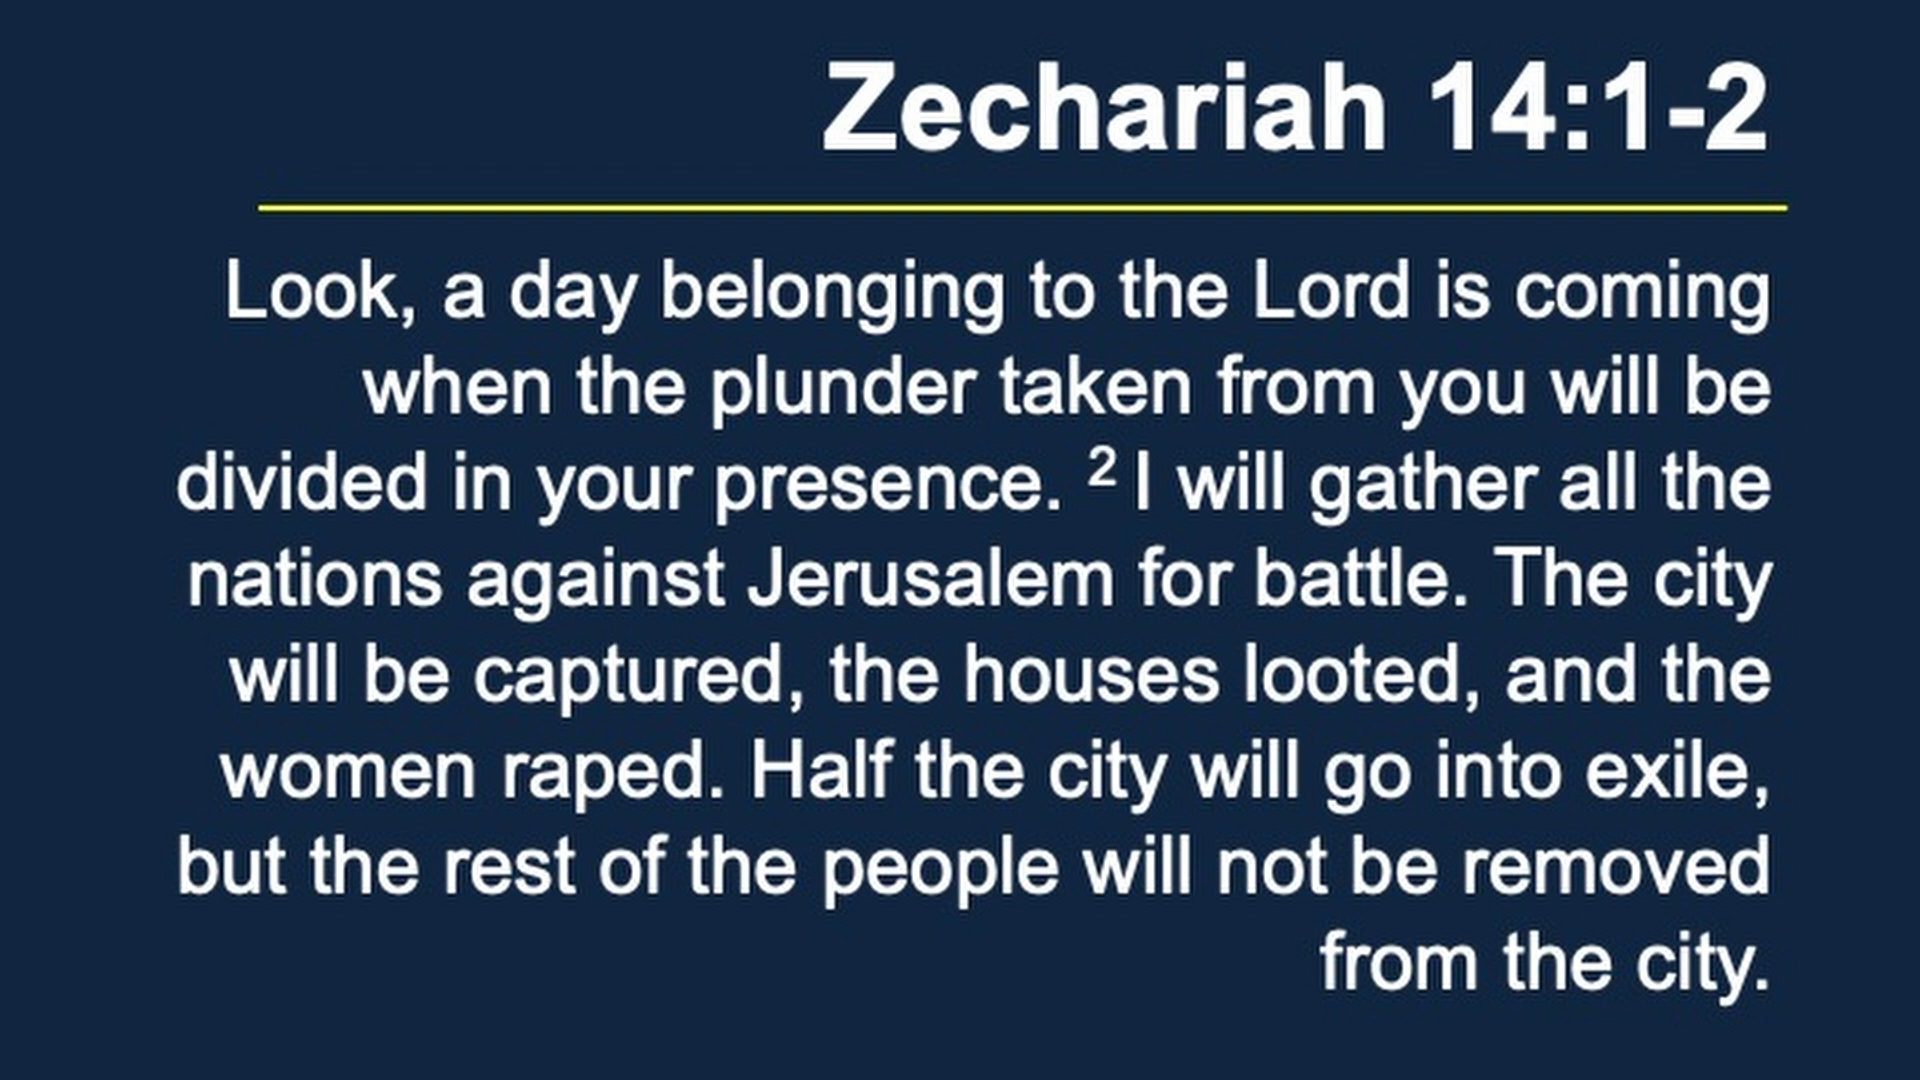 Zechariah 14:1-2
Look, a day belonging to the Lord is coming
when the plunder taken from you will be
divided in your presence. ² I will gather all the
nations against Jerusalem for battle. The city
will be captured, the houses looted, and the
women raped. Half the city will go into exile,
but the rest of the people will not be removed
from the city.